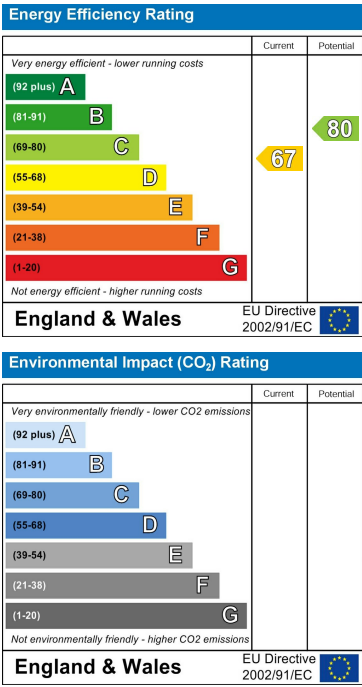 Energy Efficiency Rating
Current Potential
Very energy efficient - lower running costs
(92 plus) A
(81-91) B
(69-80) C
(55-68) D
(39-54) E
(21-38) F
(1-20) G
67
80
Not energy efficient - higher running costs
England & Wales
EU Directive
2002/91/EC
Environmental Impact (CO₂) Rating
Current Potential
Very environmentally friendly - lower CO2 emissions
(92 plus) A
(81-91) B
(69-80) C
(55-68) D
(39-54) E
(21-38) F
(1-20) G
Not environmentally friendly - higher CO2 emissions
England & Wales
EU Directive
2002/91/EC